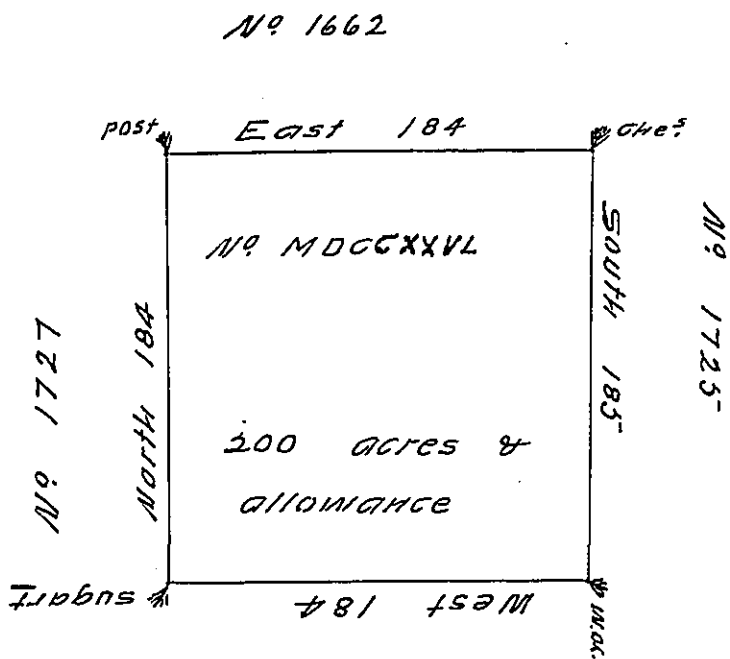 Nº 1662
post
East 184
Ches
Nº MDCCXXVI
South 185
Nº 1725
Nº 1727
North 184
200 acres &
allowance
sugart
West 184
W.o.